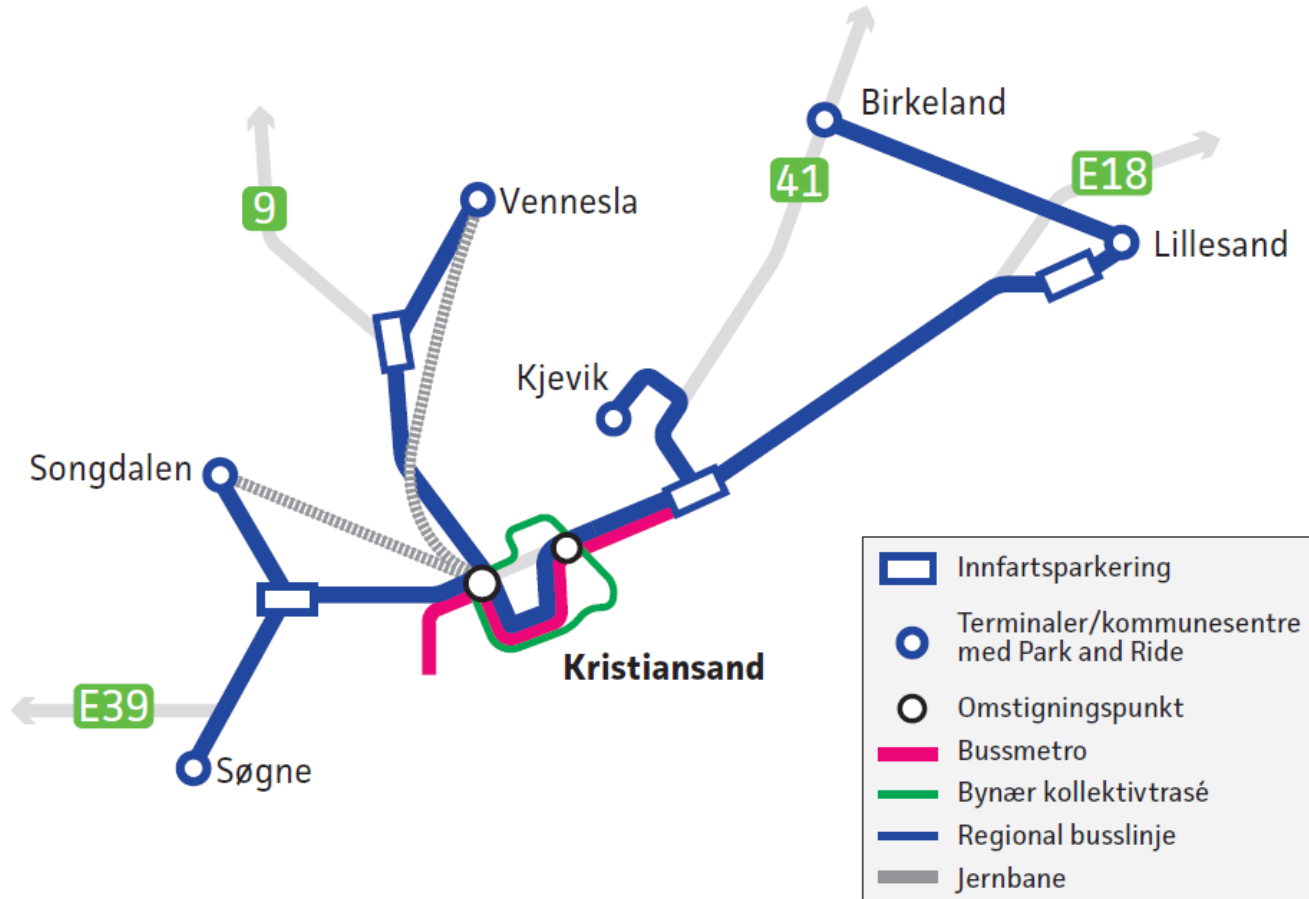 Birkeland
41
E18
9
Vennesla
Lillesand
Kjevik
Songdalen
Kristiansand
E39
Søgne
Innfartsparkering
Terminaler/kommunesentre
med Park and Ride
Omstigningspunkt
Bussmetro
Bynær kollektivtrasé
Regional busslinje
Jernbane